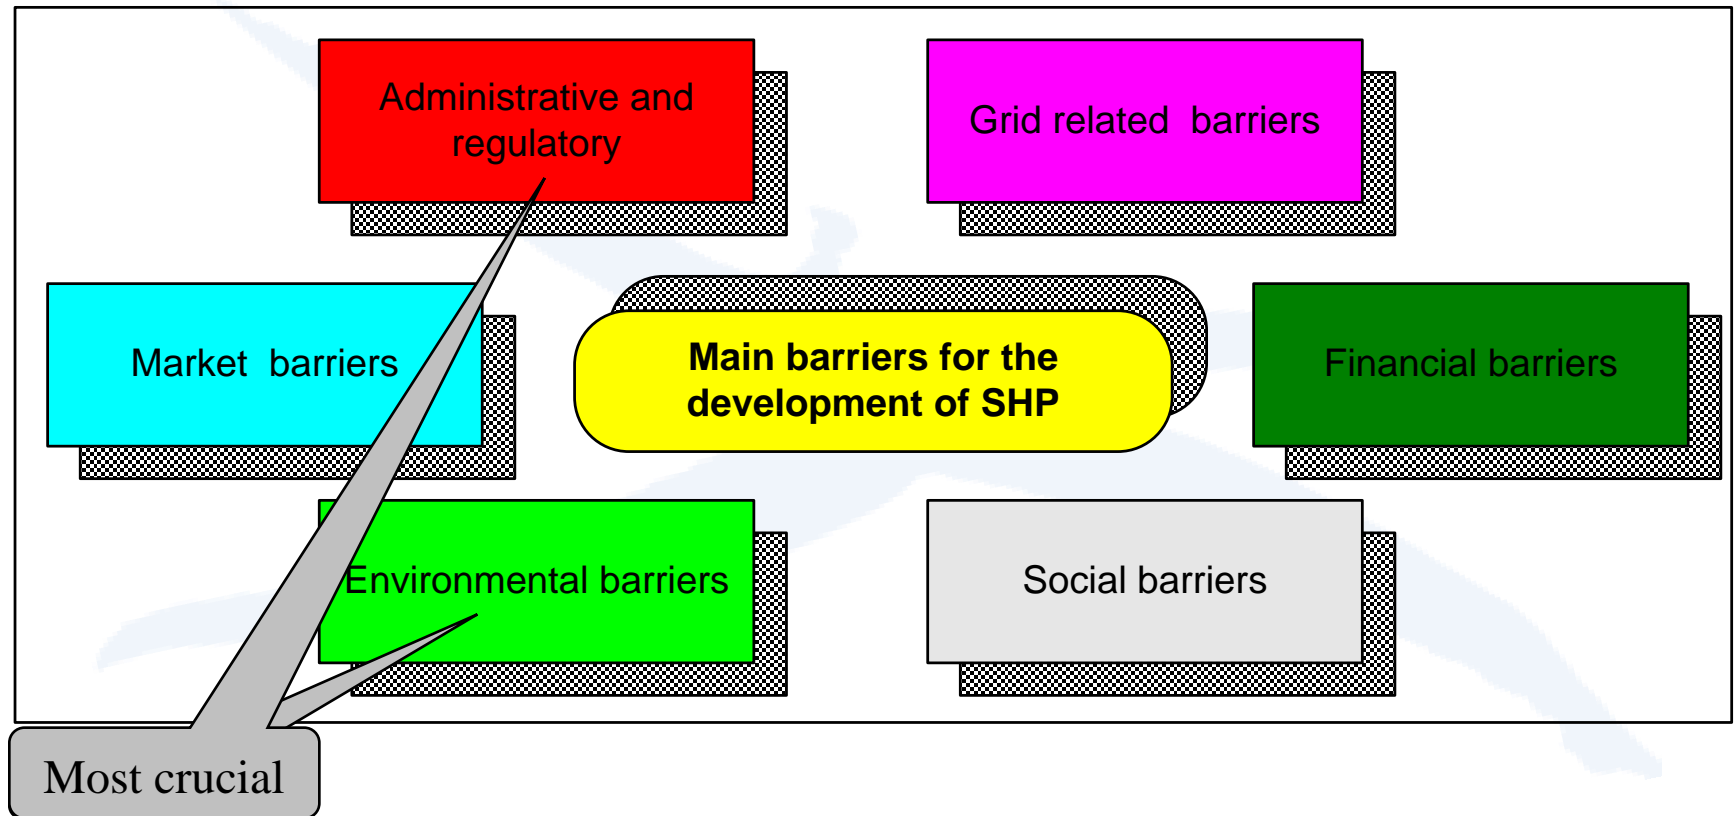 Administrative and
regulatory
Grid related  barriers
Market  barriers
Main barriers for the
development of SHP
Financial barriers
Environmental barriers
Social barriers
Most crucial